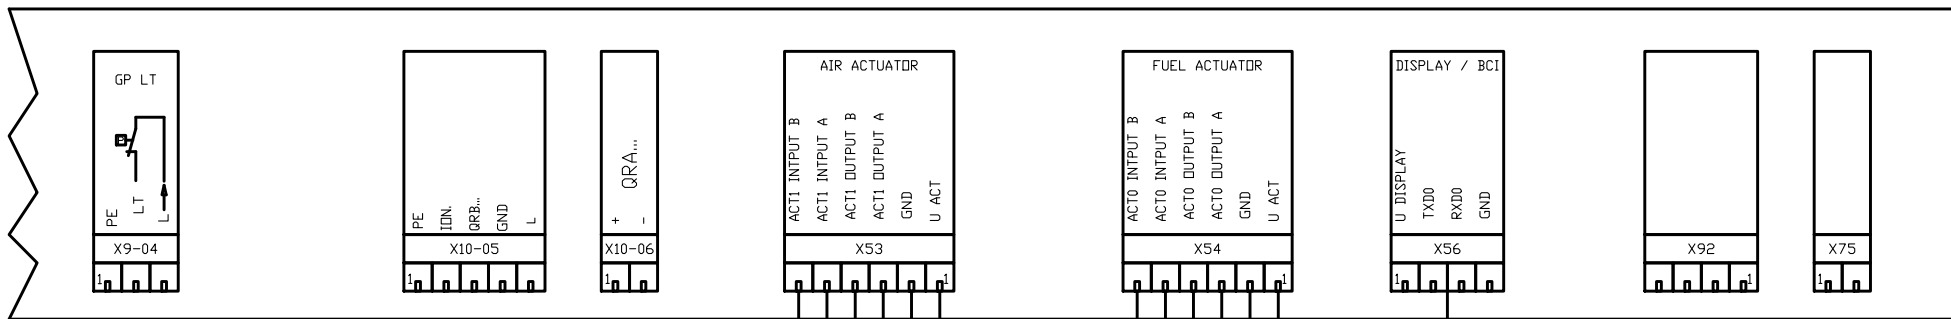 GP LT
PE
LT
L
X9-04
1
PE
ION.
QRB...
GND
L
X10-05
1
QRA...
+
-
X10-06
1
AIR ACTUATOR
ACT1 INTPUT B
ACT1 INTPUT A
ACT1 OUTPUT B
ACT1 OUTPUT A
GND
U ACT
X53
1
FUEL ACTUATOR
ACT0 INTPUT B
ACT0 INTPUT A
ACT0 OUTPUT B
ACT0 OUTPUT A
GND
U ACT
X54
1
DISPLAY / BCI
U DISPLAY
TXD0
RXD0
GND
X56
1
X92
1
X75
1